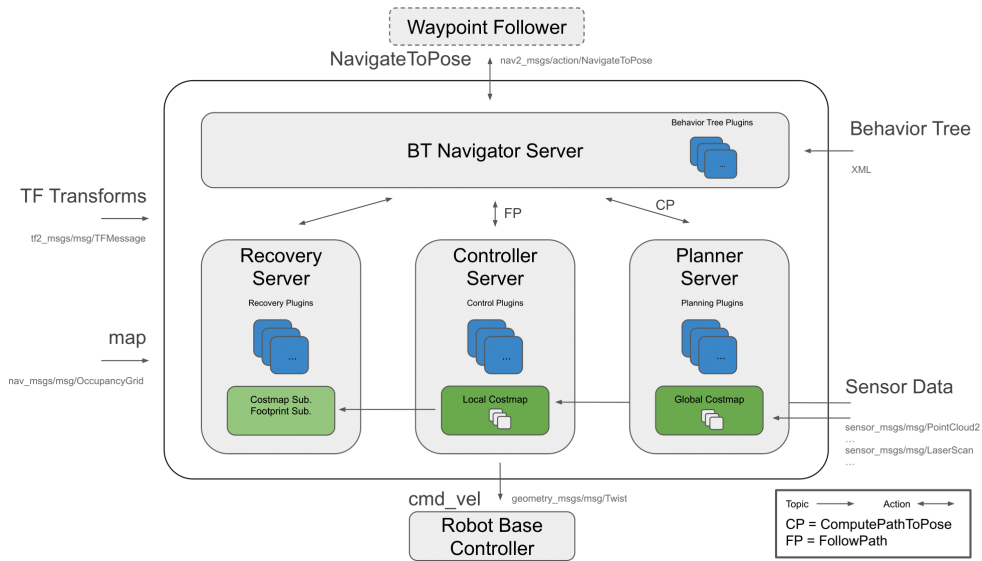 Waypoint Follower
NavigateToPose
nav2_msgs/action/NavigateToPose
Behavior Tree Plugins
BT Navigator Server
...
Behavior Tree
XML
TF Transforms
tf2_msgs/msg/TFMessage
FP
CP
Recovery
Server
Recovery Plugins
...
Costmap Sub.
Footprint Sub.
Controller
Server
Control Plugins
...
Local Costmap
Planner
Server
Planning Plugins
...
Global Costmap
map
nav_msgs/msg/OccupancyGrid
Sensor Data
sensor_msgs/msg/PointCloud2
...
sensor_msgs/msg/LaserScan
...
cmd_vel
geometry_msgs/msg/Twist
Robot Base
Controller
Topic
Action
CP = ComputePathToPose
FP = FollowPath